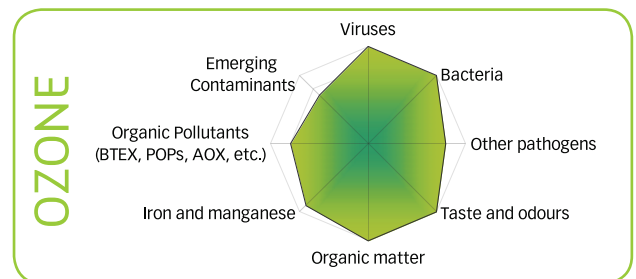 OZONE
Viruses
Emerging
Contaminants
Bacteria
Organic Pollutants
(BTEX, POPs, AOX, etc.)
Other pathogens
Iron and manganese
Taste and odours
Organic matter